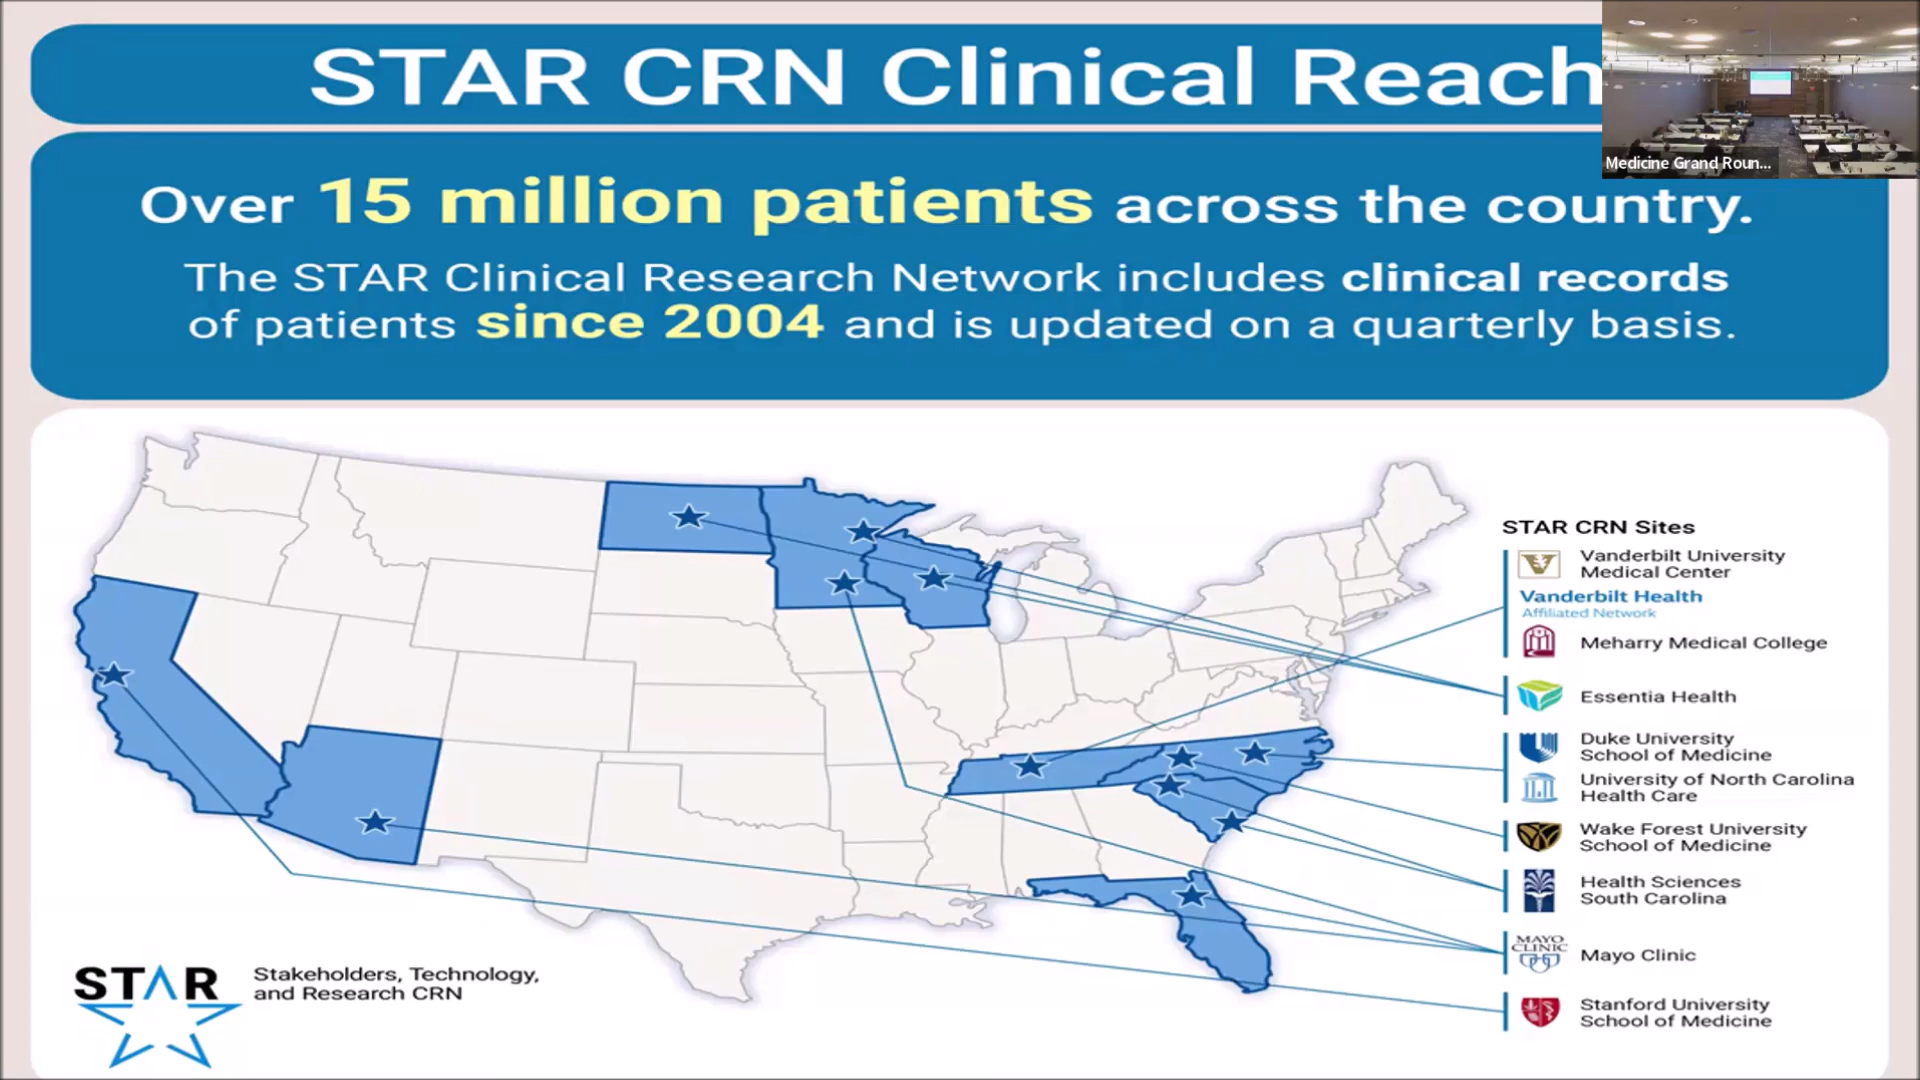 STAR CRN Clinical Reach
Medicine Grand Roun...
Over 15 million patients across the country.
The STAR Clinical Research Network includes clinical records
of patients since 2004 and is updated on a quarterly basis.
STAR CRN Sites
Vanderbilt University
Medical Center
Vanderbilt Health
Affiliated Network
Meharry Medical College
Essentia Health
Duke University
School of Medicine
University of North Carolina
Health Care
Wake Forest University
School of Medicine
Health Sciences
South Carolina
MAYO
CLINIC
Mayo Clinic
Stanford University
School of Medicine
STAR
Stakeholders, Technology,
and Research CRN